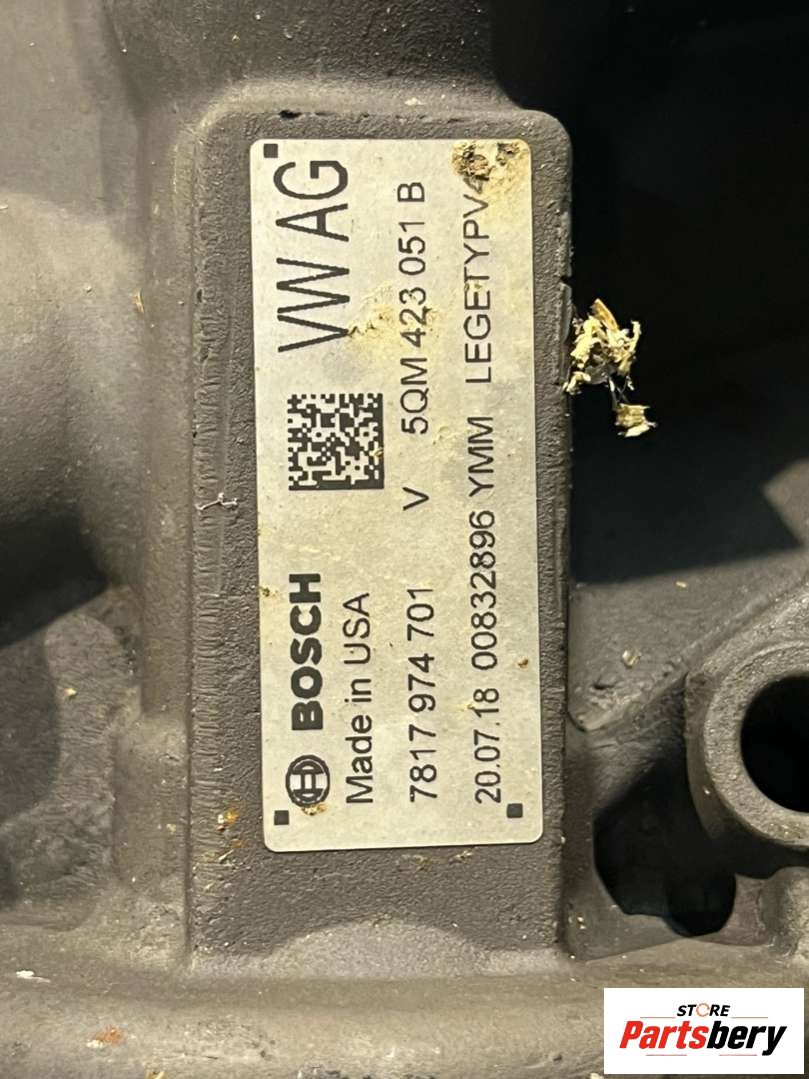 VW AG
BOSCH
Made in USA
7817 974 701 V 5QM 423 051 B
20.07.18 00832896 YMM LEGETYPV4
STORE
Partsbery